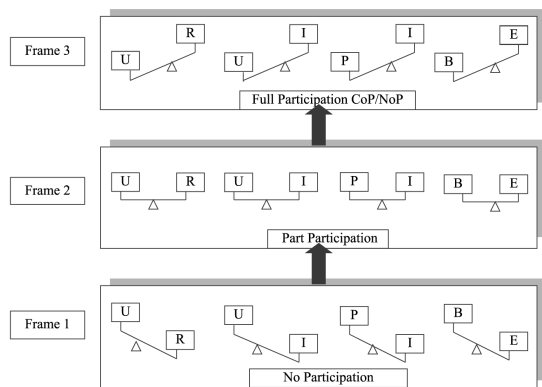 Frame 3
R I I E
U U P B
Full Participation CoP/NoP
Frame 2
U R U I P I B E
Part Participation
Frame 1
U U P B
R I I E
No Participation